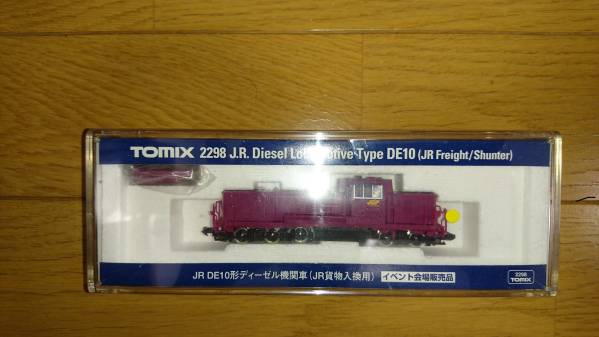 TOMIX 2298 J.R. Diesel Locomotive Type DE10 (JR Freight/Shunter)
JR DE10形ディーゼル機関車(JR貨物入換用) イベント会場販売品
2298
TOMIX